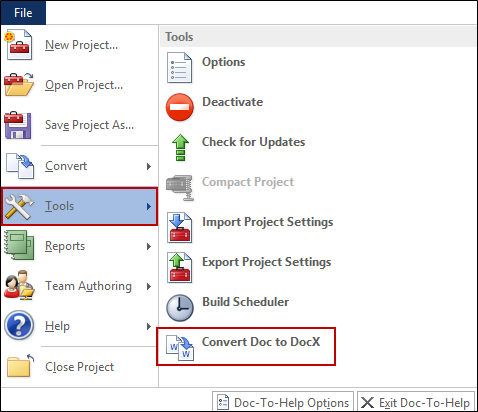 File
New Project...
Open Project...
Save Project As...
Convert
Tools
Reports
Team Authoring
Help
Close Project
Tools
Options
Deactivate
Check for Updates
Compact Project
Import Project Settings
Export Project Settings
Build Scheduler
W W Convert Doc to DocX
Doc-To-Help Options
Exit Doc-To-Help